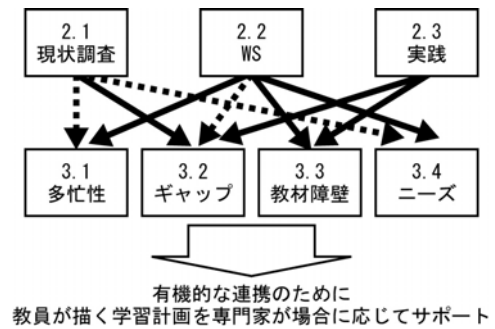 2.1
現状調査
2.2
WS
2.3
実践
3.1
多忙性
3.2
ギャップ
3.3
教材障壁
3.4
ニーズ
有機的な連携のために
教員が描く学習計画を専門家が場合に応じてサポート